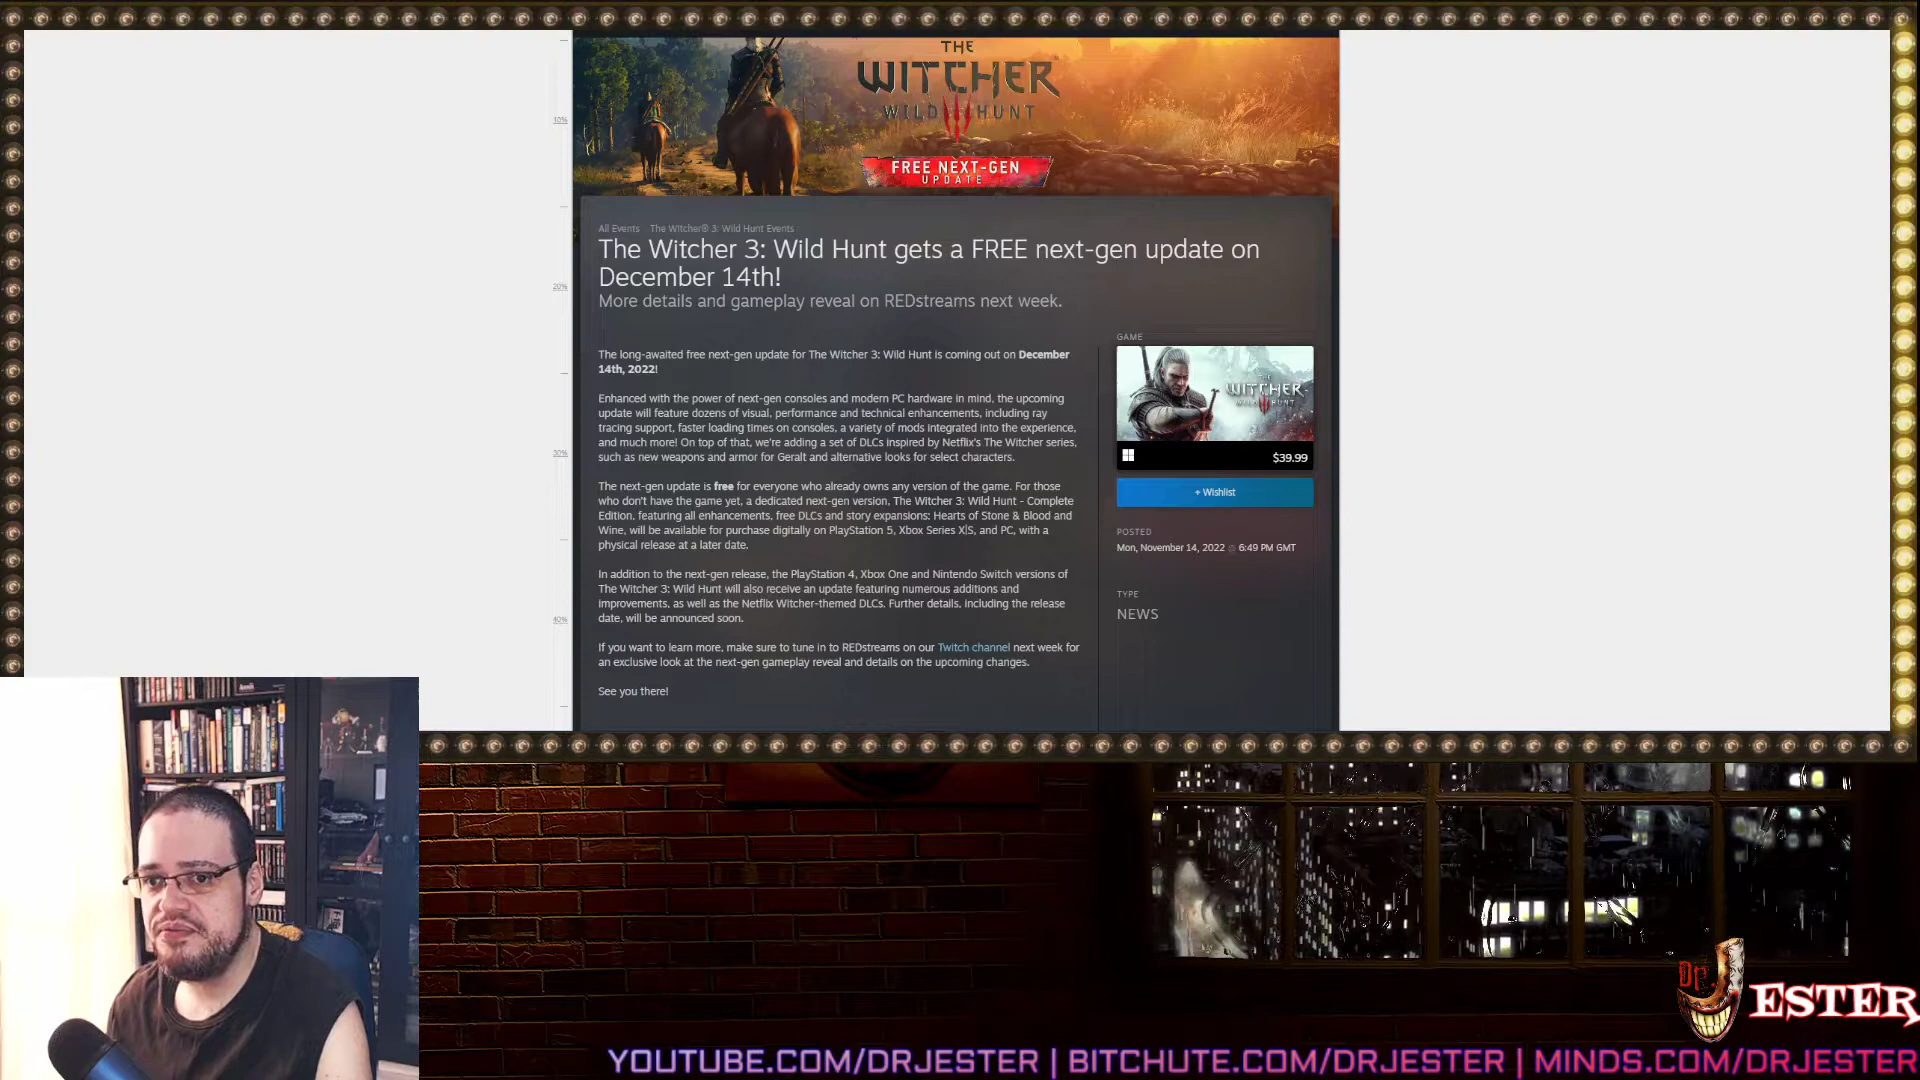 THE
WITCHER
WILD HUNT
FREE NEXT-GEN
UPDATE
All Events The Witcher® 3: Wild Hunt Events
The Witcher 3: Wild Hunt gets a FREE next-gen update on
December 14th!
More details and gameplay reveal on REDstreams next week.
The long-awaited free next-gen update for The Witcher 3: Wild Hunt is coming out on December
14th, 2022!
Enhanced with the power of next-gen consoles and modern PC hardware in mind, the upcoming
update will feature dozens of visual, performance and technical enhancements, including ray
tracing support, faster loading times on consoles, a variety of mods integrated into the experience,
and much more! On top of that, we're adding a set of DLCs inspired by Netflix's The Witcher series,
such as new weapons and armor for Geralt and alternative looks for select characters.
The next-gen update is free for everyone who already owns any version of the game. For those
who don't have the game yet, a dedicated next-gen version, The Witcher 3: Wild Hunt - Complete
Edition, featuring all enhancements, free DLCs and story expansions: Hearts of Stone & Blood and
Wine, will be available for purchase digitally on PlayStation 5, Xbox Series X|S, and PC, with a
physical release at a later date.
In addition to the next-gen release, the PlayStation 4, Xbox One and Nintendo Switch versions of
The Witcher 3: Wild Hunt will also receive an update featuring numerous additions and
improvements, as well as the Netflix Witcher-themed DLCs. Further details, including the release
date, will be announced soon.
If you want to learn more, make sure to tune in to REDstreams on our Twitch channel next week for
an exclusive look at the next-gen gameplay reveal and details on the upcoming changes.
See you there!
GAME
THE
WITCHER
WILD HUNT
$39.99
+ Wishlist
POSTED
Mon, November 14, 2022 @ 6:49 PM GMT
TYPE
NEWS
10%
20%
30%
40%
Dr. JESTER
YOUTUBE.COM/DRJESTER | BITCHUTE.COM/DRJESTER | MINDS.COM/DRJESTER